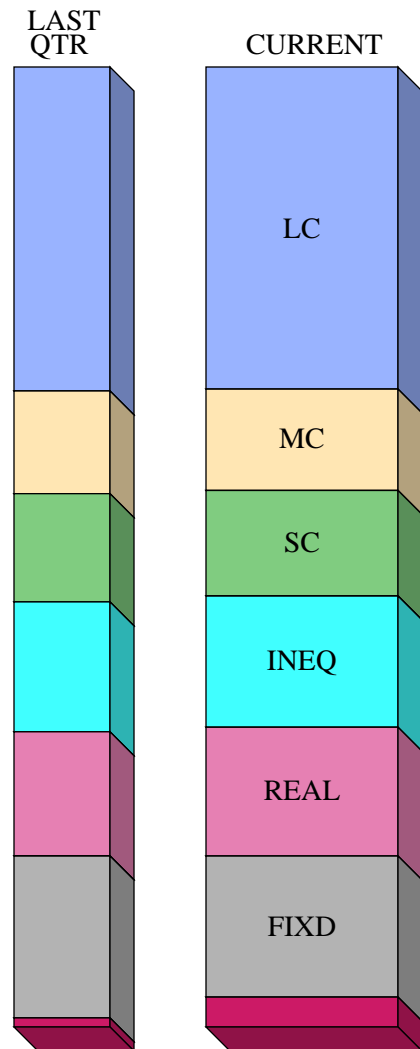 LAST
QTR
CURRENT
LC
MC
SC
INEQ
REAL
FIXD